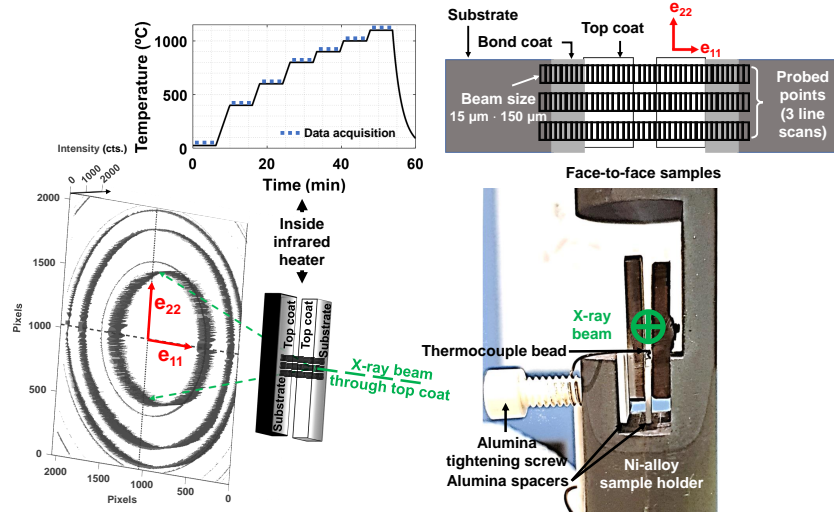 Temperature (ºC)
1000
500
0
Data acquisition
0
20
40
60
Time (min)
Inside
infrared
heater
Substrate
Bond coat
Top coat
e22
e11
Beam size
15 µm · 150 µm
Probed
points
(3 line
scans)
Face-to-face samples
Intensity (cts.)
0
1000
2000
2000
1500
1000
500
0
Pixels
e22
e11
2000
1500
1000
500
0
Pixels
Top coat
Top coat
Substrate
Substrate
X-ray beam
through top coat
X-ray
beam
Thermocouple bead
Alumina
tightening screw
Alumina spacers
Ni-alloy
sample holder